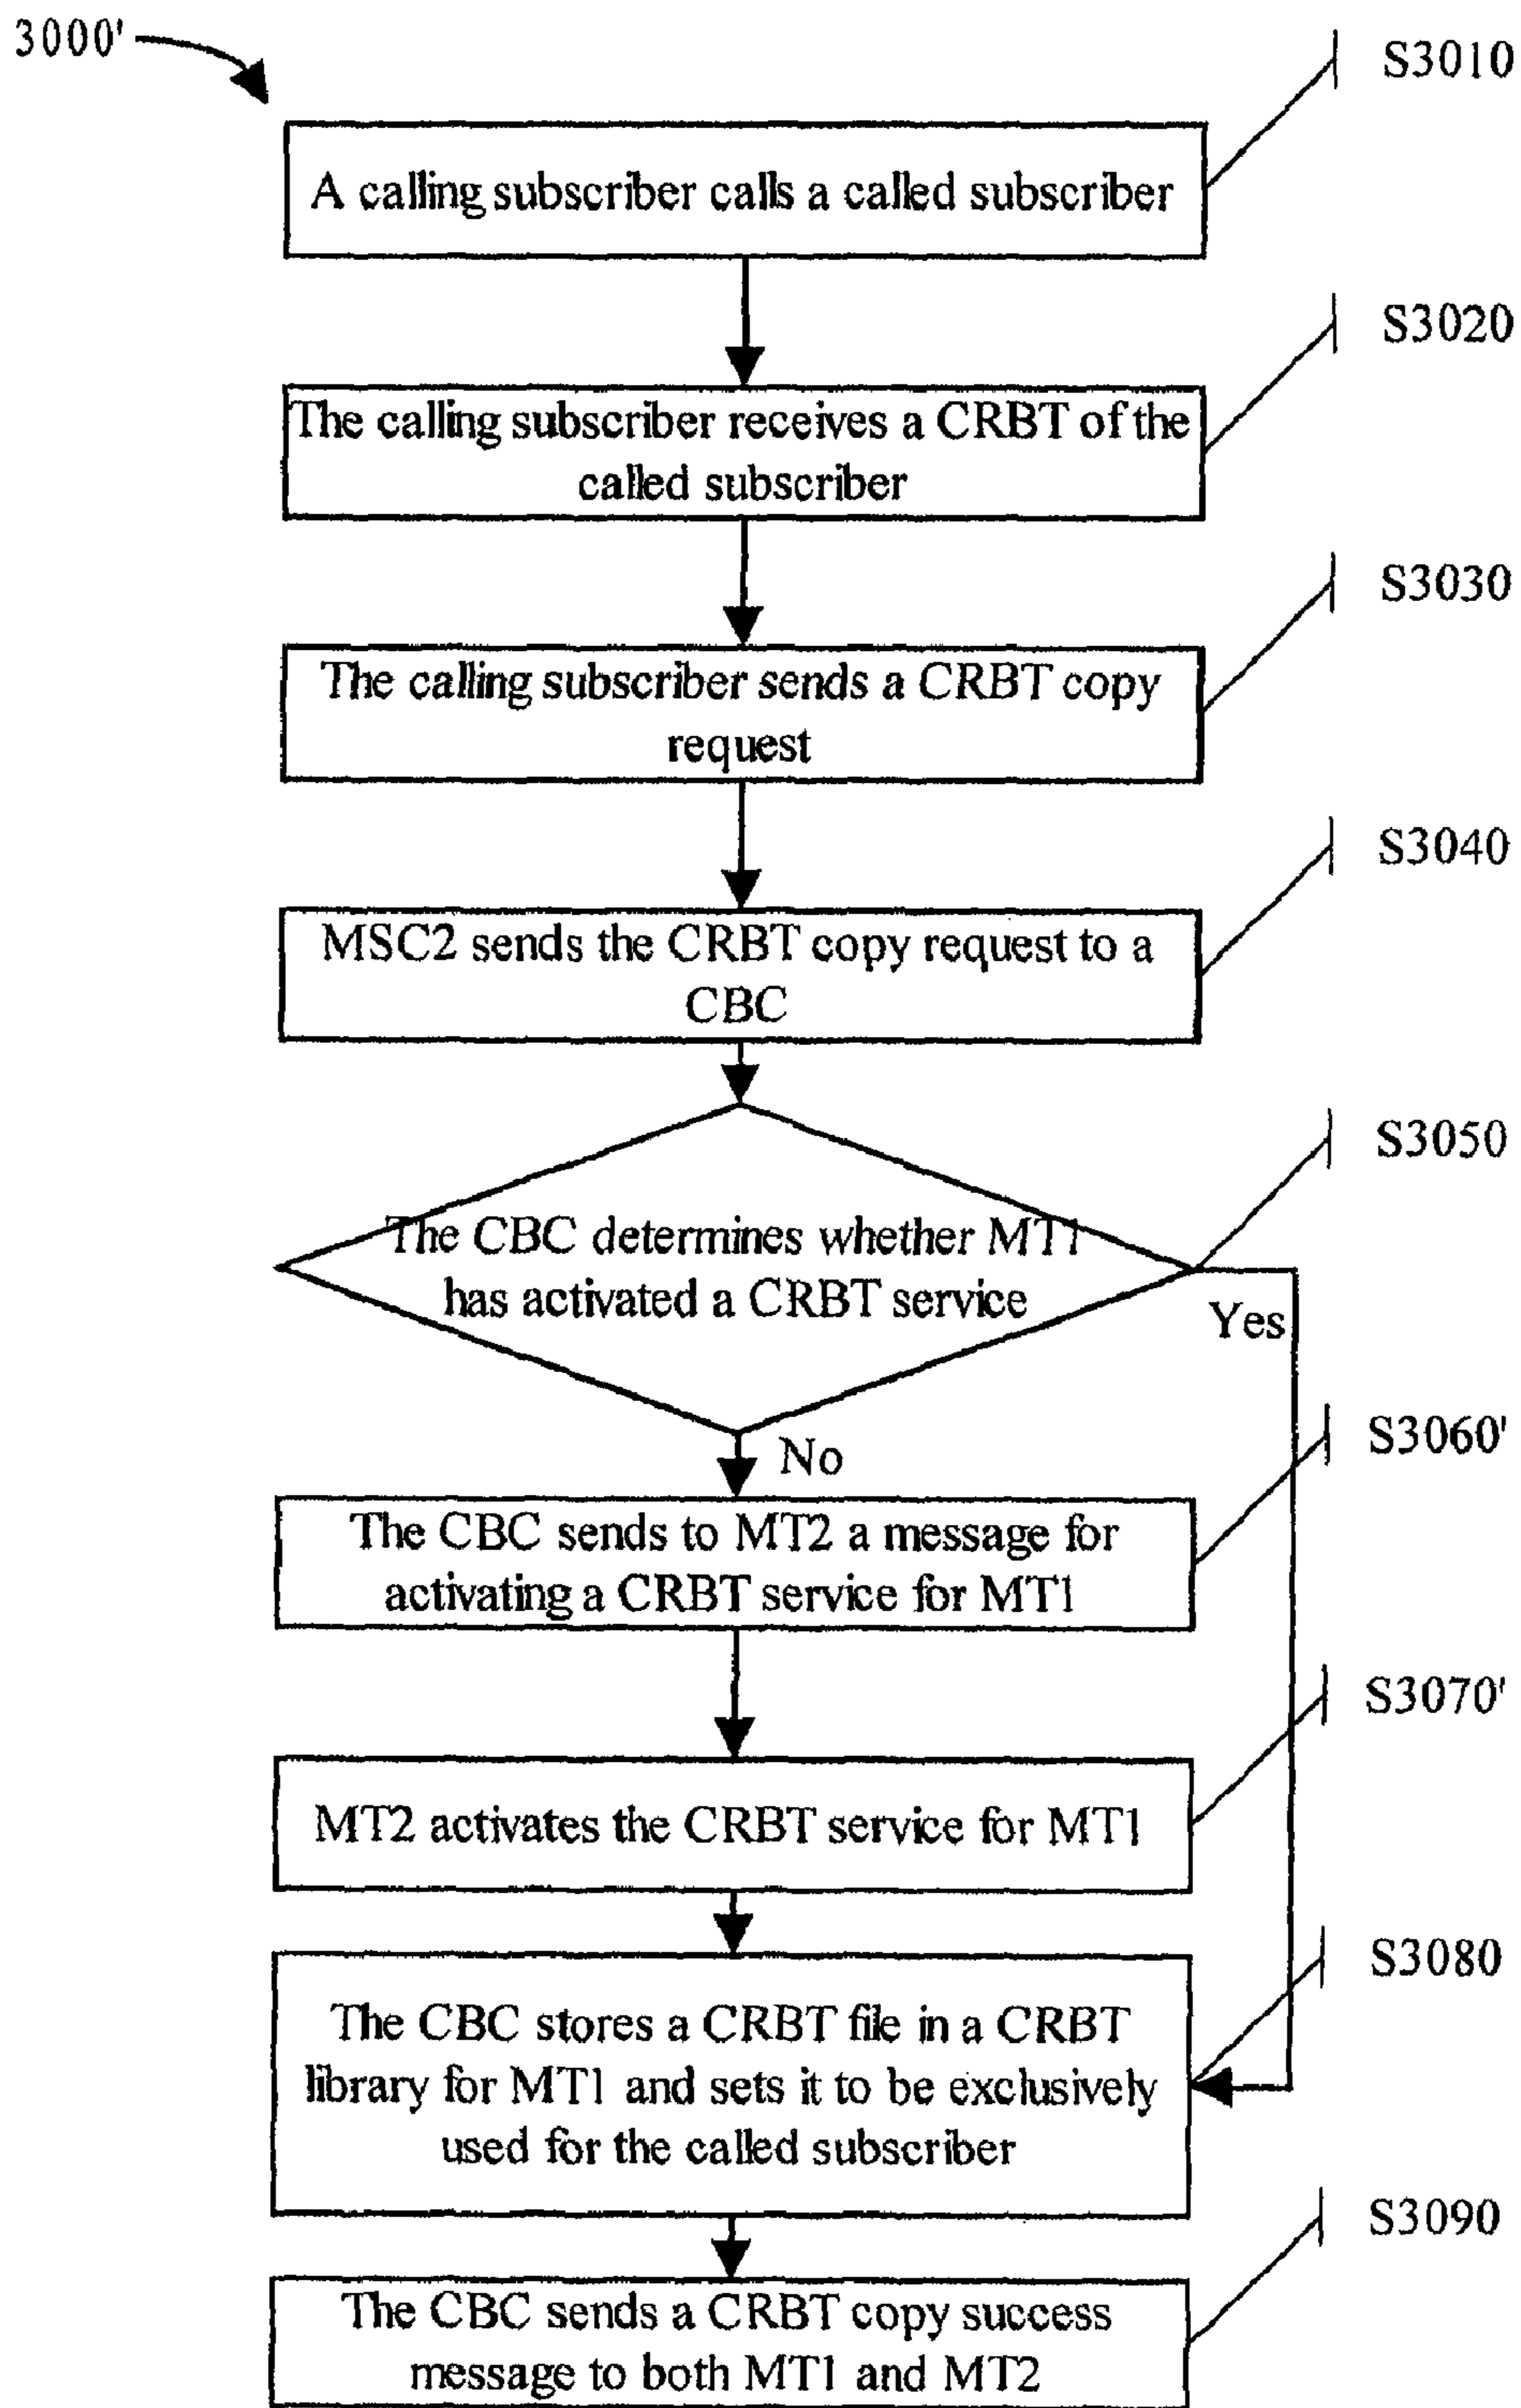 3000'
S3010
A calling subscriber calls a called subscriber
S3020
The calling subscriber receives a CRBT of the
called subscriber
S3030
The calling subscriber sends a CRBT copy
request
S3040
MSC2 sends the CRBT copy request to a
CBC
S3050
The CBC determines whether MT1
has activated a CRBT service
Yes
No
S3060'
The CBC sends to MT2 a message for
activating a CRBT service for MT1
S3070'
MT2 activates the CRBT service for MT1
S3080
The CBC stores a CRBT file in a CRBT
library for MT1 and sets it to be exclusively
used for the called subscriber
S3090
The CBC sends a CRBT copy success
message to both MT1 and MT2